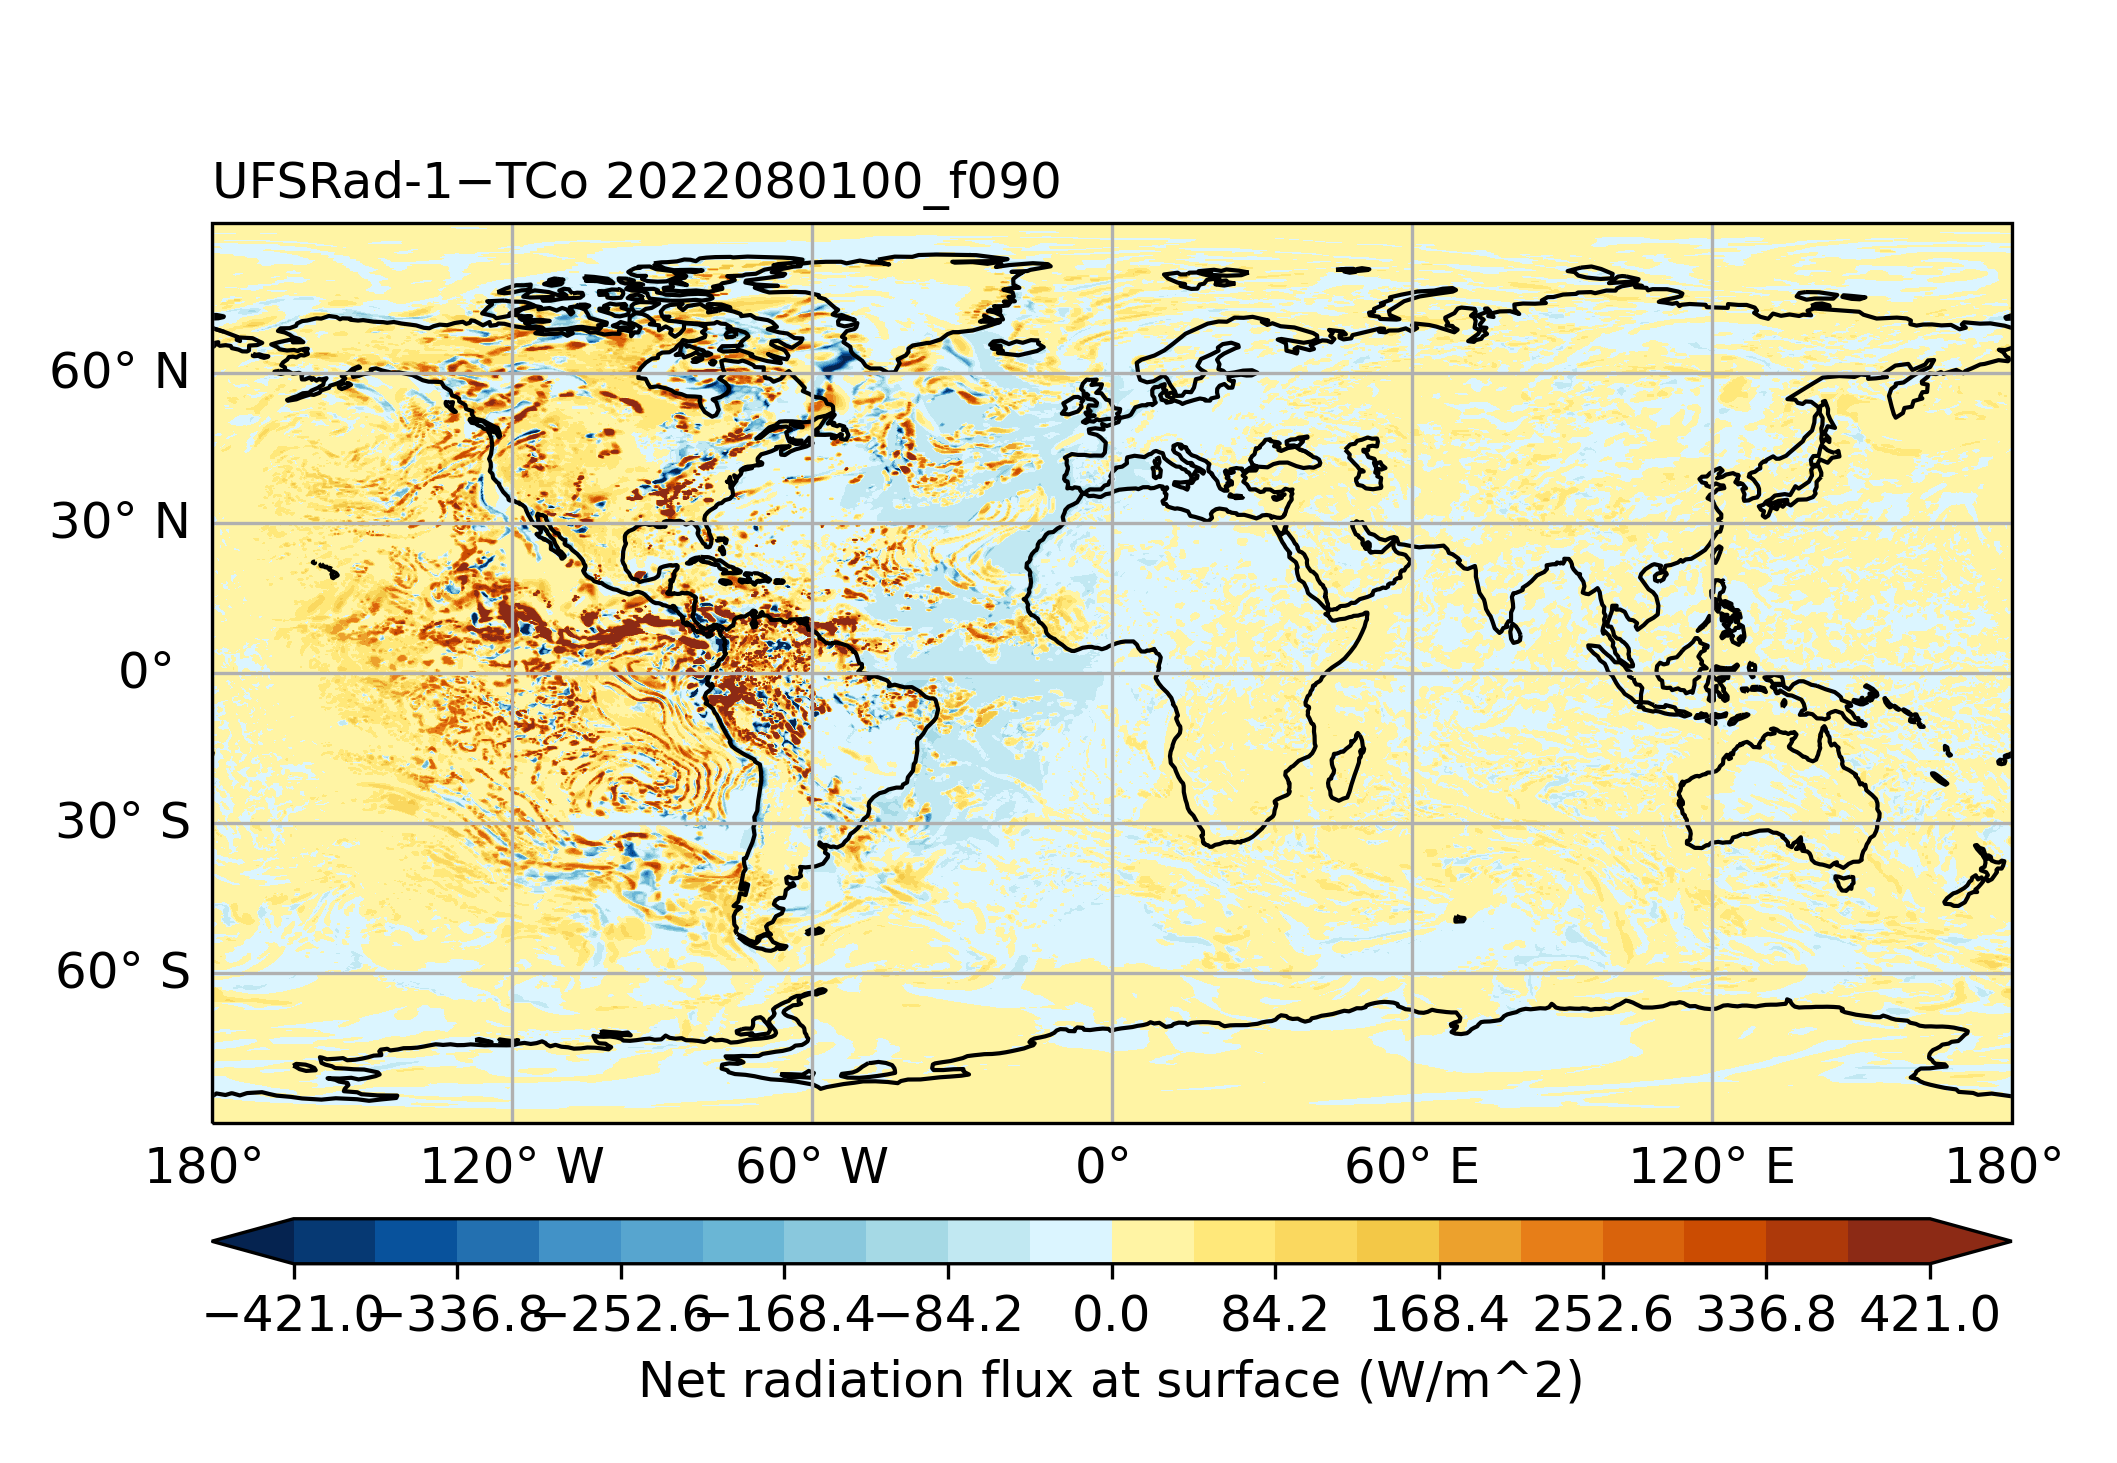 UFSRad-1−TCo 2022080100_f090
60° N
30° N
0°
30° S
60° S
180° 120° W 60° W 0° 60° E 120° E 180°
−421.0 −336.8 −252.6 −168.4 −84.2 0.0 84.2 168.4 252.6 336.8 421.0
Net radiation flux at surface (W/m^2)